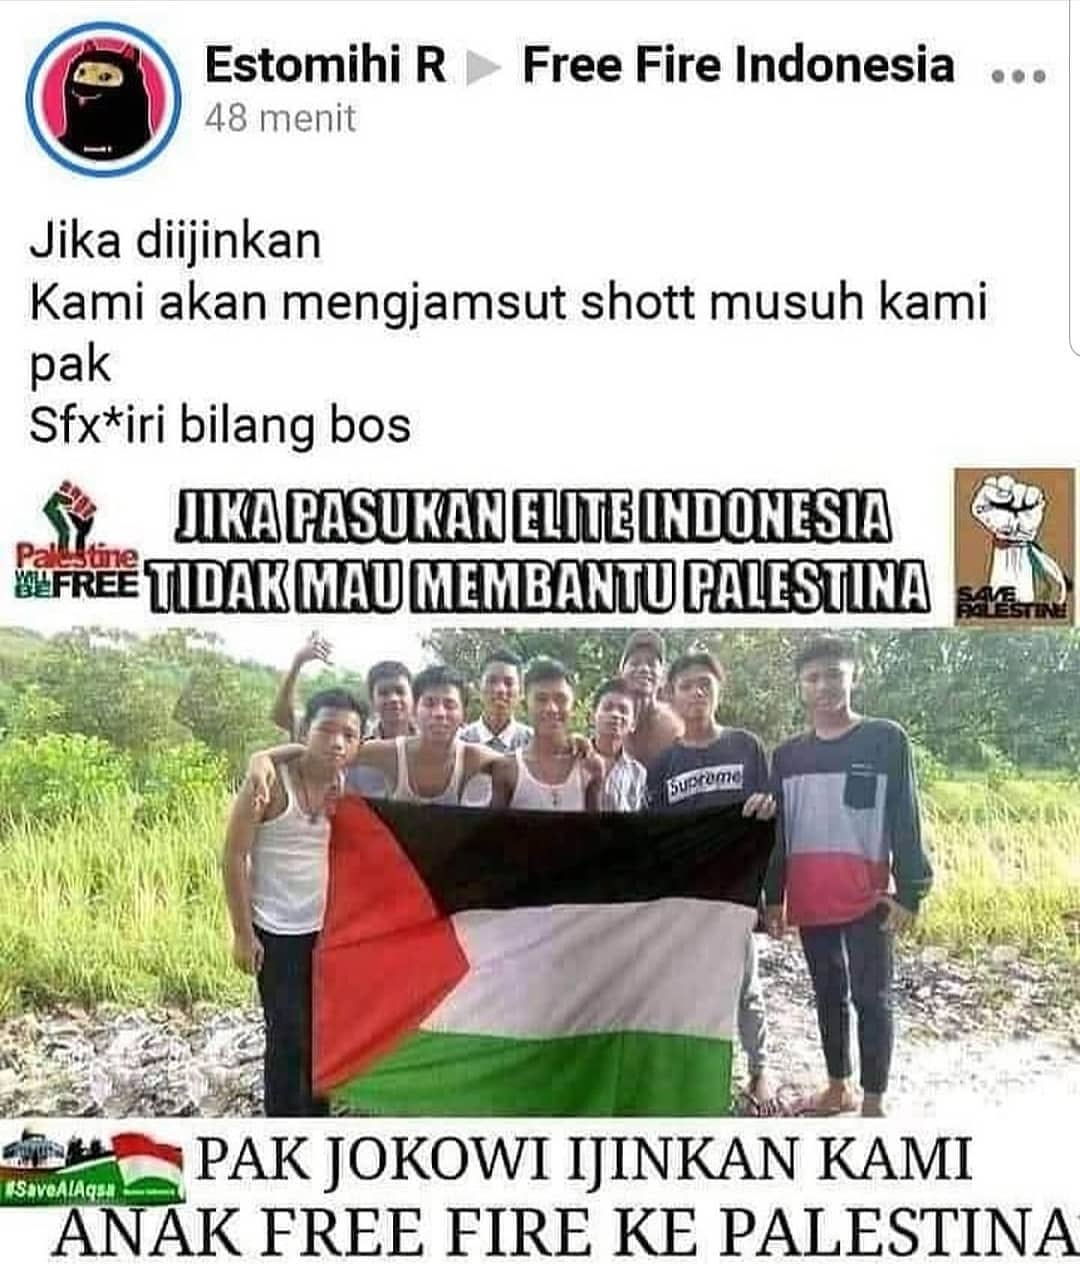 Estomihi R ▶ Free Fire Indonesia
48 menit
Jika diijinkan
Kami akan mengjamsut shott musuh kami
pak
Sfx*iri bilang bos
JIKA PASUKAN ELITE INDONESIA
TIDAK MAU MEMBANTU PALESTINA
Palestine
WILL BE FREE
SAVE
PALESTINE
Supreme
#SaveAlAqsa
PAK JOKOWI IJINKAN KAMI
ANAK FREE FIRE KE PALESTINA